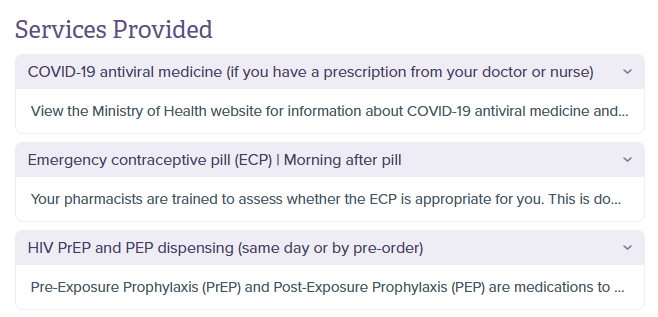 Services Provided
COVID-19 antiviral medicine (if you have a prescription from your doctor or nurse)
View the Ministry of Health website for information about COVID-19 antiviral medicine and...
Emergency contraceptive pill (ECP) | Morning after pill
Your pharmacists are trained to assess whether the ECP is appropriate for you. This is do...
HIV PrEP and PEP dispensing (same day or by pre-order)
Pre-Exposure Prophylaxis (PrEP) and Post-Exposure Prophylaxis (PEP) are medications to ...